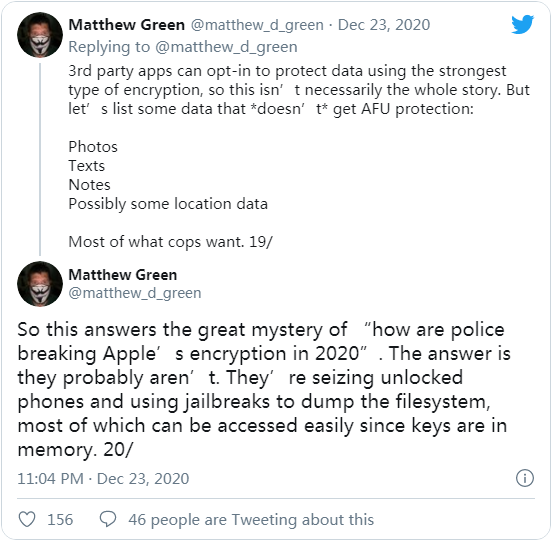 Matthew Green @matthew_d_green · Dec 23, 2020
Replying to @matthew_d_green
3rd party apps can opt-in to protect data using the strongest
type of encryption, so this isn’t necessarily the whole story. But
let’s list some data that *doesn’t* get AFU protection:
Photos
Texts
Notes
Possibly some location data
Most of what cops want. 19/
Matthew Green
@matthew_d_green
So this answers the great mystery of “how are police
breaking Apple’s encryption in 2020”. The answer is
they probably aren’t. They’re seizing unlocked
phones and using jailbreaks to dump the filesystem,
most of which can be accessed easily since keys are in
memory. 20/
11:04 PM · Dec 23, 2020
156 46 people are Tweeting about this